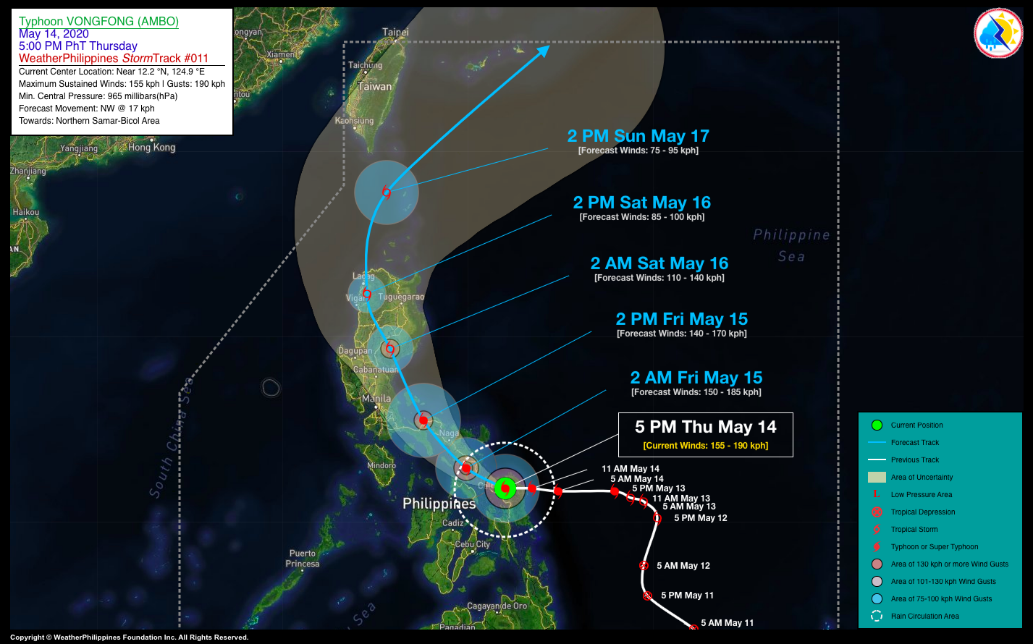 Typhoon VONGFONG (AMBO)
May 14, 2020
5:00 PM PhT Thursday
WeatherPhilippines StormTrack #011
Current Center Location: Near 12.2 °N, 124.9 °E
Maximum Sustained Winds: 155 kph l Gusts: 190 kph
Min. Central Pressure: 965 millibars(hPa)
Forecast Movement: NW @ 17 kph
Towards: Northern Samar-Bicol Area
Taipei
Xiamen
Taichung
Taiwan
Kaohsiung
Yangjiang
Hong Kong
Zhanjiang
Haikou
2 PM Sun May 17
[Forecast Winds: 75 - 95 kph]
2 PM Sat May 16
[Forecast Winds: 85 - 100 kph]
Philippine
Sea
2 AM Sat May 16
[Forecast Winds: 110 - 140 kph]
Laoag
Vigan
Tuguegarao
2 PM Fri May 15
[Forecast Winds: 140 - 170 kph]
Dagupan
Cabanatuan
2 AM Fri May 15
[Forecast Winds: 150 - 185 kph]
Manila
5 PM Thu May 14
[Current Winds: 155 - 190 kph]
Naga
South China Sea
Mindoro
11 AM May 14
5 AM May 14
5 PM May 13
11 AM May 13
5 AM May 13
5 PM May 12
Philippines
Cadiz
Cebu City
Puerto
Princesa
5 AM May 12
5 PM May 11
Cagayan de Oro
5 AM May 11
Pagadian
Sea
Current Position
Forecast Track
Previous Track
Area of Uncertainty
L
Low Pressure Area
Tropical Depression
Tropical Storm
Typhoon or Super Typhoon
Area of 130 kph or more Wind Gusts
Area of 101-130 kph Wind Gusts
Area of 75-100 kph Wind Gusts
Rain Circulation Area
Copyright © WeatherPhilippines Foundation Inc. All Rights Reserved.